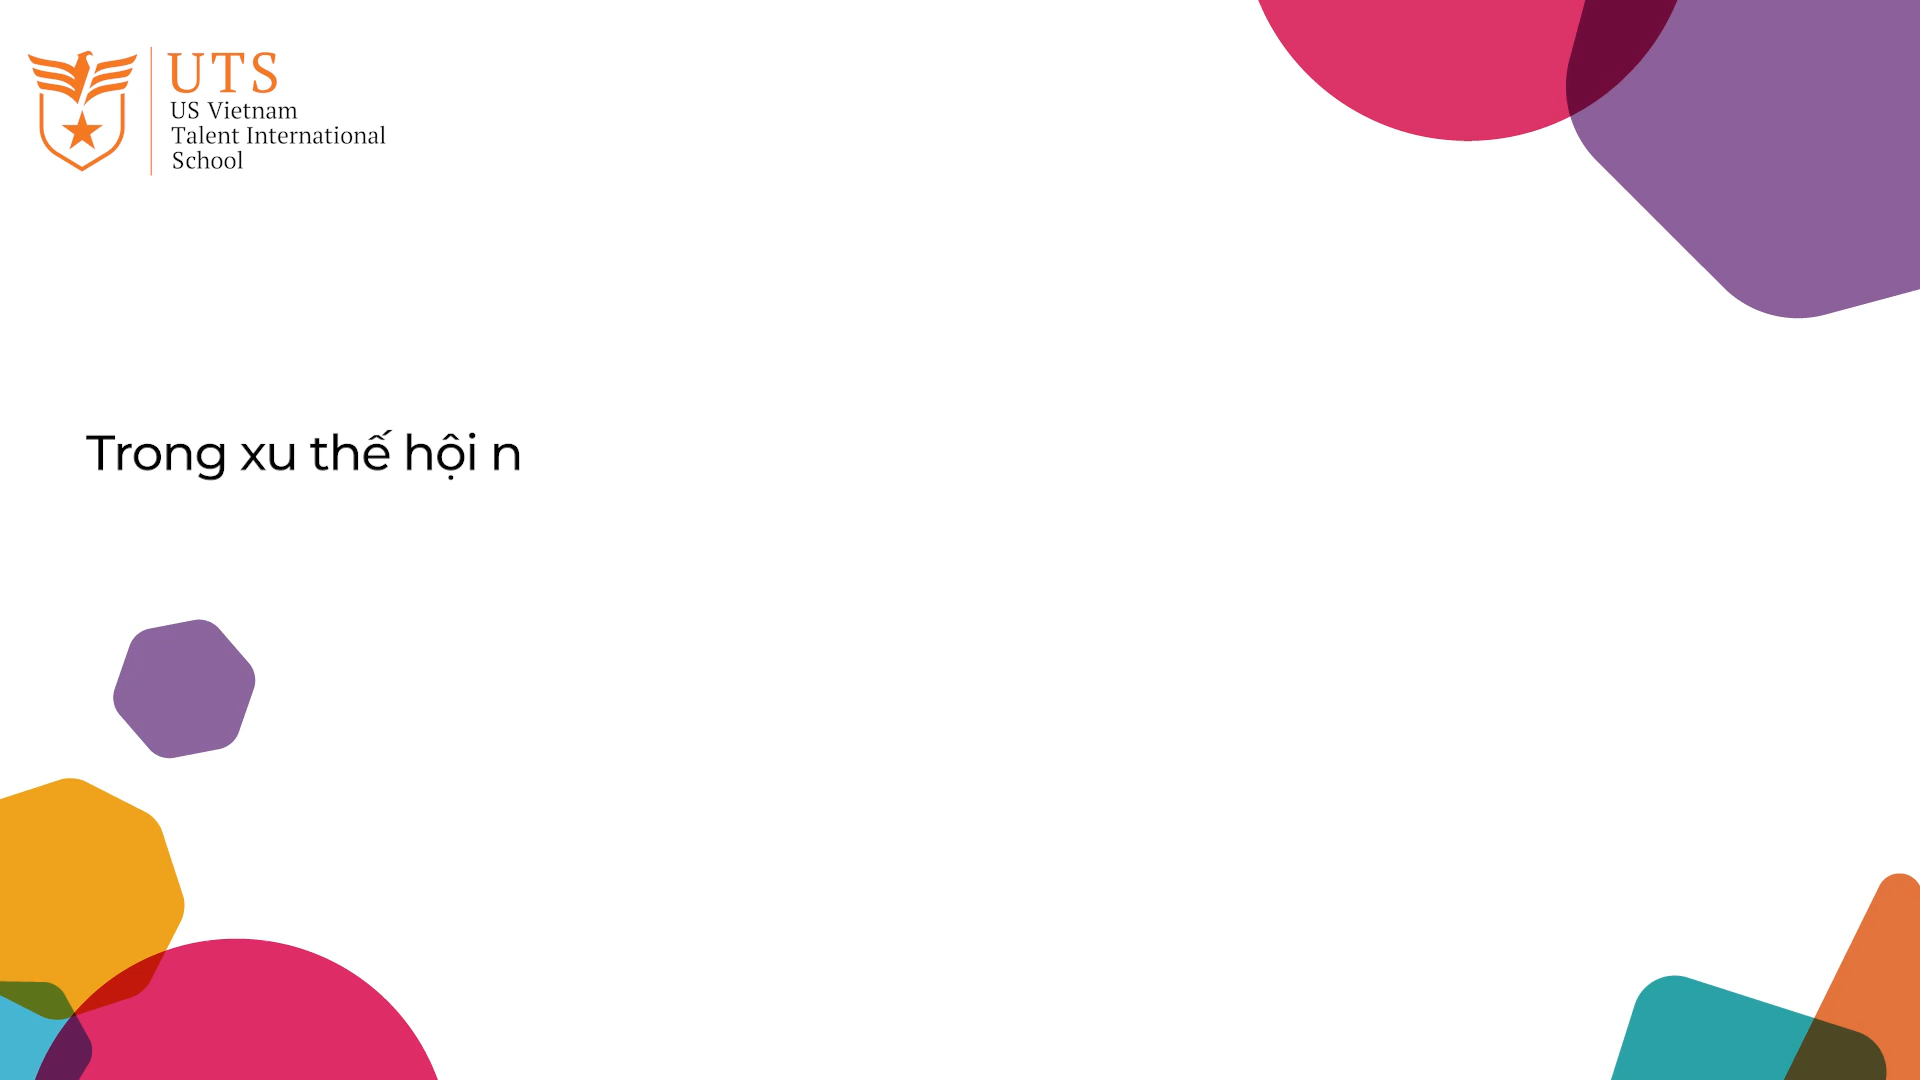 UTS
US Vietnam
Talent International
School
Trong xu thế hội n